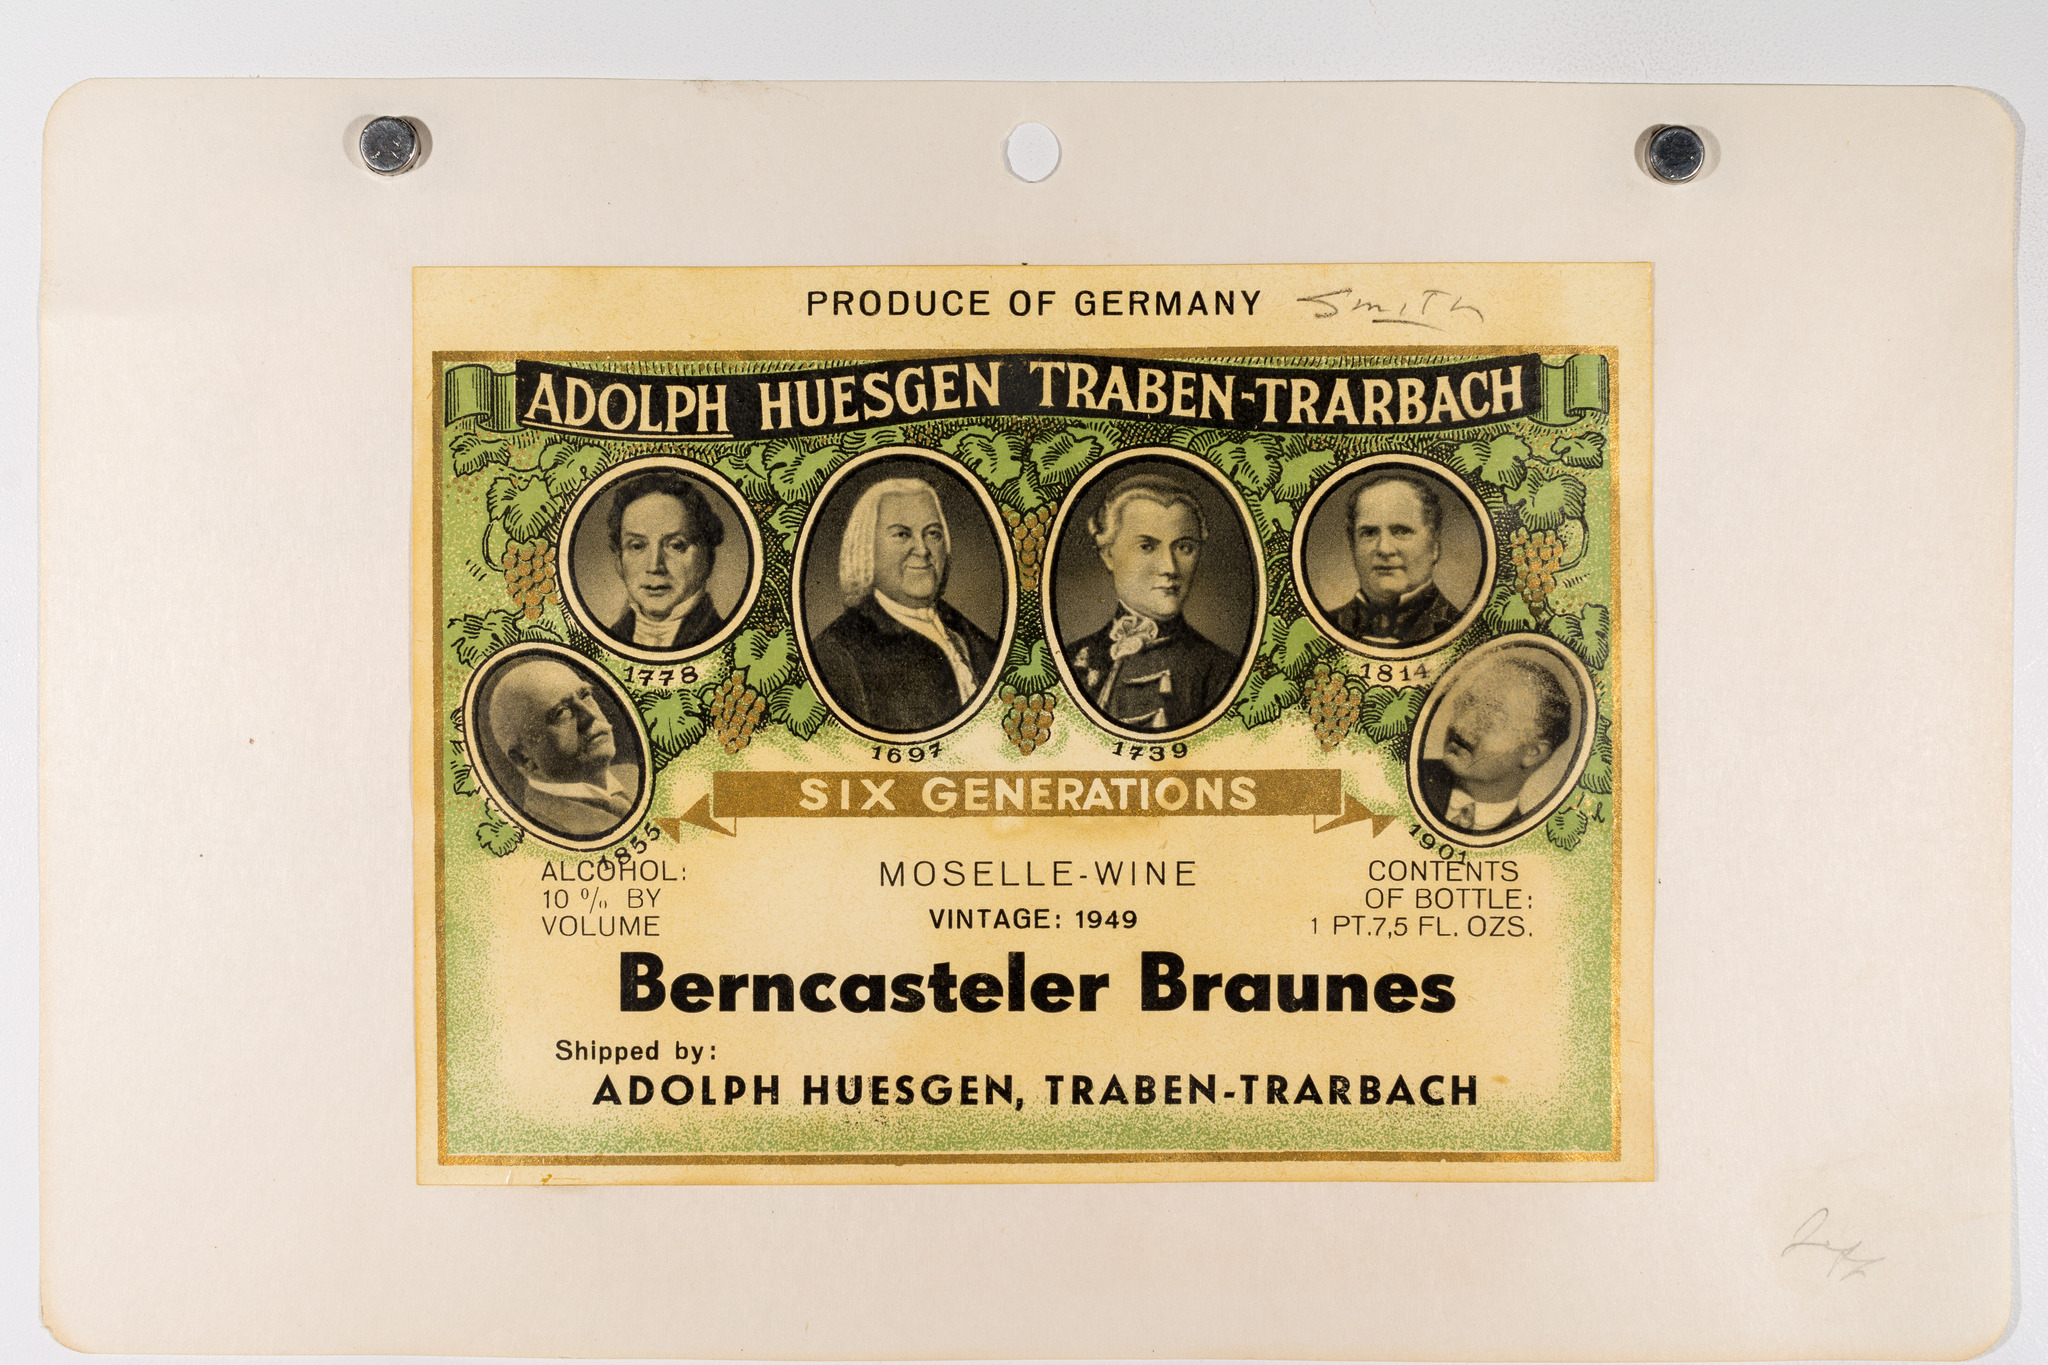 PRODUCE OF GERMANY Smith
ADOLPH HUESGEN TRABEN-TRARBACH
1778
1697
1739
1814
1855
1901
SIX GENERATIONS
ALCOHOL:
10 % BY
VOLUME
MOSELLE-WINE
VINTAGE: 1949
CONTENTS
OF BOTTLE:
1 PT.7,5 FL. OZS.
Berncasteler Braunes
Shipped by:
ADOLPH HUESGEN, TRABEN-TRARBACH